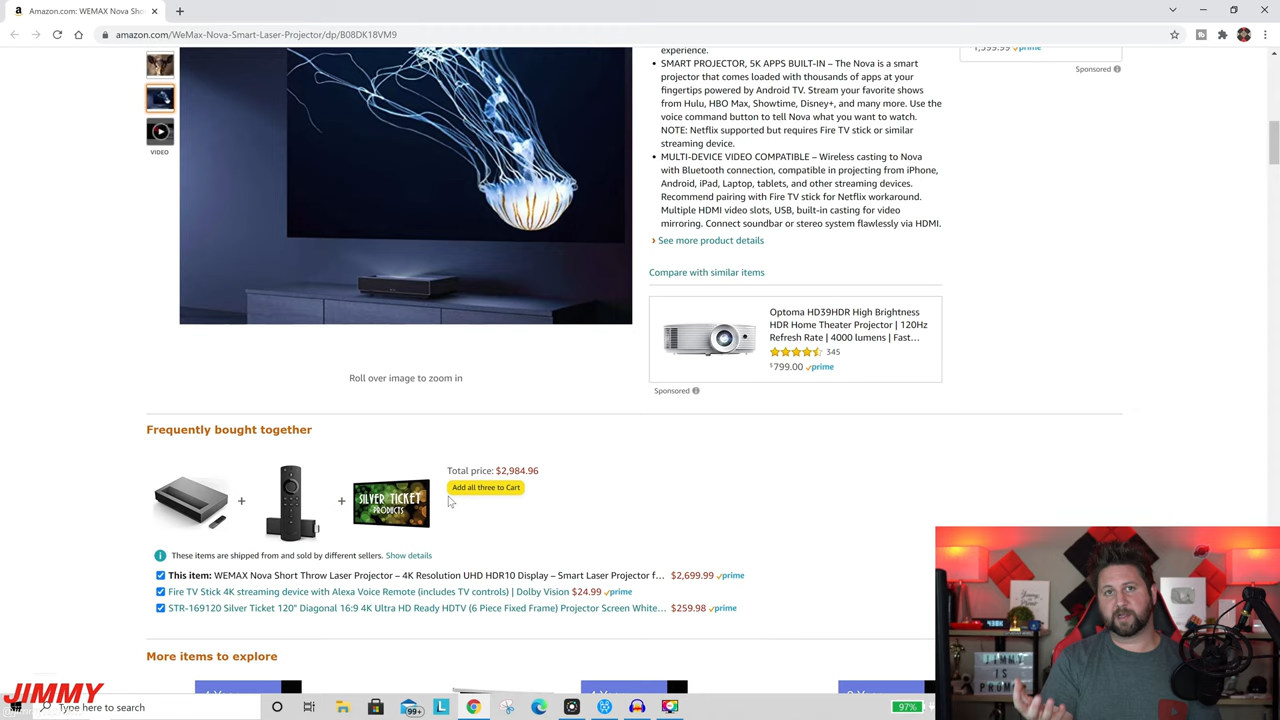 Amazon.com: WEMAX Nova Sho
amazon.com/WeMax-Nova-Smart-Laser-Projector/dp/B08DK18VM9
experience.
• SMART PROJECTOR, 5K APPS BUILT-IN – The Nova is a smart
projector that comes loaded with thousands of apps at your
fingertips powered by Android TV. Stream your favorite shows
from Hulu, HBO Max, Showtime, Disney+, and many more. Use the
voice command button to tell Nova what you want to watch.
NOTE: Netflix supported but requires Fire TV stick or similar
streaming device.
• MULTI-DEVICE VIDEO COMPATIBLE – Wireless casting to Nova
with Bluetooth connection, compatible in projecting from iPhone,
Android, iPad, Laptop, tablets, and other streaming devices.
Recommend pairing with Fire TV stick for Netflix workaround.
Multiple HDMI video slots, USB, built-in casting for video
mirroring. Connect soundbar or stereo system flawlessly via HDMI.
› See more product details
Compare with similar items
Optoma HD39HDR High Brightness
HDR Home Theater Projector | 120Hz
Refresh Rate | 4000 lumens | Fast…
345
$799.00 prime
Sponsored
1,399.99 prime
Sponsored
VIDEO
Roll over image to zoom in
Frequently bought together
SILVER TICKET
PRODUCTS
Total price: $2,984.96
Add all three to Cart
These items are shipped from and sold by different sellers. Show details
This item: WEMAX Nova Short Throw Laser Projector – 4K Resolution UHD HDR10 Display – Smart Laser Projector f… $2,699.99 prime
Fire TV Stick 4K streaming device with Alexa Voice Remote (includes TV controls) | Dolby Vision $24.99 prime
STR-169120 Silver Ticket 120" Diagonal 16:9 4K Ultra HD Ready HDTV (6 Piece Fixed Frame) Projector Screen White… $259.98 prime
More items to explore
438K
JIMMY
IS
PROMO
JIMMY
Type here to search
99+
L
97%